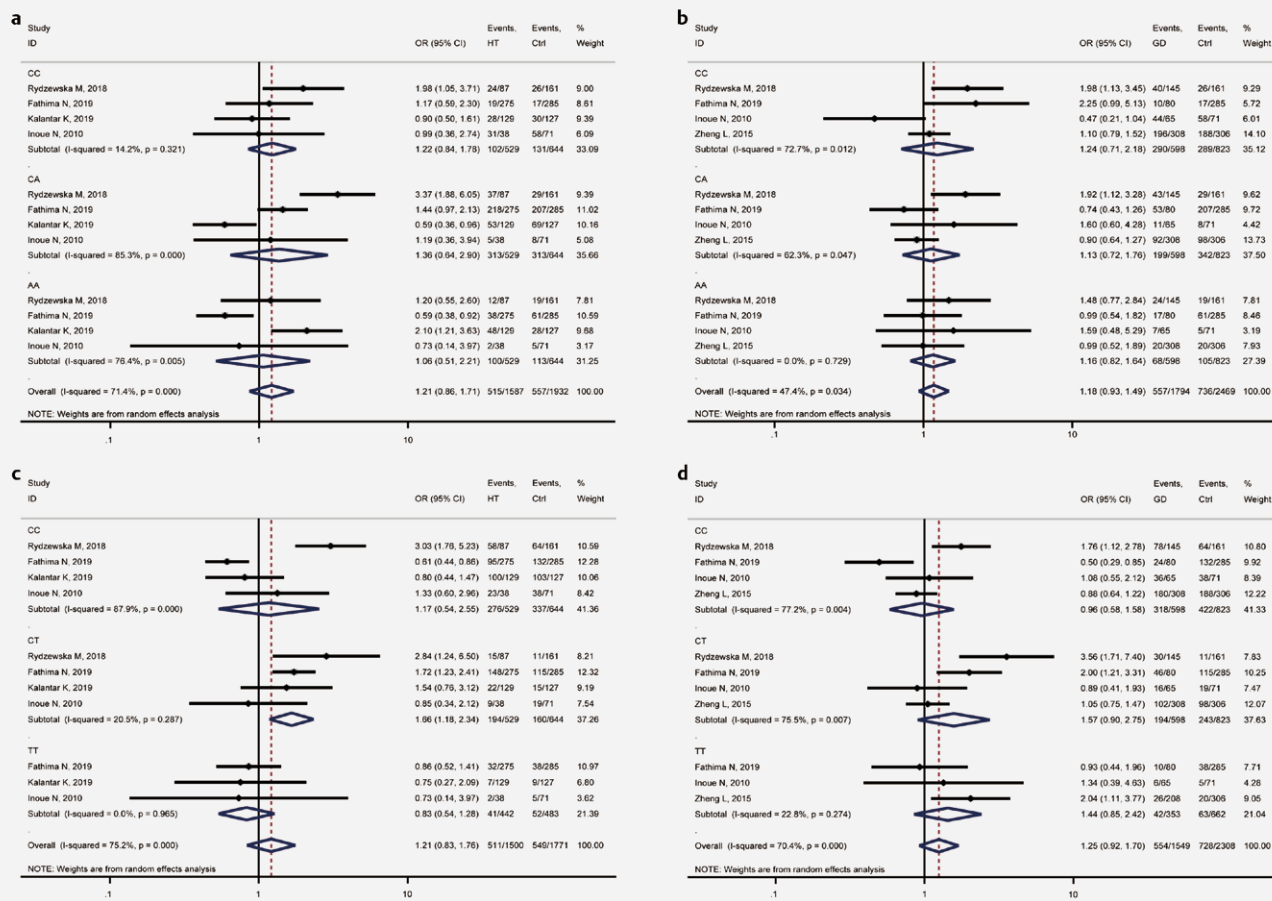 a
Study Events, Events, %
ID OR (95% CI) HT Ctrl Weight
CC
Rydzewska M, 2018 1.98 (1.05, 3.71) 24/87 26/161 9.00
Fathima N, 2019 1.17 (0.59, 2.30) 19/275 17/285 8.61
Kalantar K, 2019 0.90 (0.50, 1.61) 28/129 30/127 9.39
Inoue N, 2010 0.99 (0.36, 2.74) 31/38 58/71 6.09
Subtotal (I-squared = 14.2%, p = 0.321) 1.22 (0.84, 1.78) 102/529 131/644 33.09
.
CA
Rydzewska M, 2018 3.37 (1.88, 6.05) 37/87 29/161 9.39
Fathima N, 2019 1.44 (0.97, 2.13) 218/275 207/285 11.02
Kalantar K, 2019 0.59 (0.36, 0.96) 53/129 69/127 10.16
Inoue N, 2010 1.19 (0.36, 3.94) 5/38 8/71 5.08
Subtotal (I-squared = 85.3%, p = 0.000) 1.36 (0.64, 2.90) 313/529 313/644 35.66
.
AA
Rydzewska M, 2018 1.20 (0.55, 2.60) 12/87 19/161 7.81
Fathima N, 2019 0.59 (0.38, 0.92) 38/275 61/285 10.59
Kalantar K, 2019 2.10 (1.21, 3.63) 48/129 28/127 9.68
Inoue N, 2010 0.73 (0.14, 3.97) 2/38 5/71 3.17
Subtotal (I-squared = 76.4%, p = 0.005) 1.06 (0.51, 2.21) 100/529 113/644 31.25
.
Overall (I-squared = 71.4%, p = 0.000) 1.21 (0.86, 1.71) 515/1587 557/1932 100.00
NOTE: Weights are from random effects analysis
.1 1 10
b
Study Events, Events, %
ID OR (95% CI) GD Ctrl Weight
CC
Rydzewska M, 2018 1.98 (1.13, 3.45) 40/145 26/161 9.29
Fathima N, 2019 2.25 (0.99, 5.13) 10/80 17/285 5.72
Inoue N, 2010 0.47 (0.21, 1.04) 44/65 58/71 6.01
Zheng L, 2015 1.10 (0.79, 1.52) 196/308 188/306 14.10
Subtotal (I-squared = 72.7%, p = 0.012) 1.24 (0.71, 2.18) 290/598 289/823 35.12
.
CA
Rydzewska M, 2018 1.92 (1.12, 3.28) 43/145 29/161 9.62
Fathima N, 2019 0.74 (0.43, 1.26) 53/80 207/285 9.72
Inoue N, 2010 1.60 (0.60, 4.28) 11/65 8/71 4.42
Zheng L, 2015 0.90 (0.64, 1.27) 92/308 98/306 13.73
Subtotal (I-squared = 62.3%, p = 0.047) 1.13 (0.72, 1.76) 199/598 342/823 37.50
.
AA
Rydzewska M, 2018 1.48 (0.77, 2.84) 24/145 19/161 7.81
Fathima N, 2019 0.99 (0.54, 1.82) 17/80 61/285 8.46
Inoue N, 2010 1.59 (0.48, 5.29) 7/65 5/71 3.19
Zheng L, 2015 0.99 (0.52, 1.89) 20/308 20/306 7.93
Subtotal (I-squared = 0.0%, p = 0.729) 1.16 (0.82, 1.64) 68/598 105/823 27.39
.
Overall (I-squared = 47.4%, p = 0.034) 1.18 (0.93, 1.49) 557/1794 736/2469 100.00
NOTE: Weights are from random effects analysis
.1 1 10
c
Study Events, Events, %
ID OR (95% CI) HT Ctrl Weight
CC
Rydzewska M, 2018 3.03 (1.76, 5.23) 58/87 64/161 10.59
Fathima N, 2019 0.61 (0.44, 0.86) 95/275 132/285 12.28
Kalantar K, 2019 0.80 (0.44, 1.47) 100/129 103/127 10.06
Inoue N, 2010 1.33 (0.60, 2.96) 23/38 38/71 8.42
Subtotal (I-squared = 87.9%, p = 0.000) 1.17 (0.54, 2.55) 276/529 337/644 41.36
.
CT
Rydzewska M, 2018 2.84 (1.24, 6.50) 15/87 11/161 8.21
Fathima N, 2019 1.72 (1.23, 2.41) 148/275 115/285 12.32
Kalantar K, 2019 1.54 (0.76, 3.12) 22/129 15/127 9.19
Inoue N, 2010 0.85 (0.34, 2.12) 9/38 19/71 7.54
Subtotal (I-squared = 20.5%, p = 0.287) 1.66 (1.18, 2.34) 194/529 160/644 37.26
.
TT
Fathima N, 2019 0.86 (0.52, 1.41) 32/275 38/285 10.97
Kalantar K, 2019 0.75 (0.27, 2.09) 7/129 9/127 6.80
Inoue N, 2010 0.73 (0.14, 3.97) 2/38 5/71 3.62
Subtotal (I-squared = 0.0%, p = 0.965) 0.83 (0.54, 1.28) 41/442 52/483 21.39
.
Overall (I-squared = 75.2%, p = 0.000) 1.21 (0.83, 1.76) 511/1500 549/1771 100.00
NOTE: Weights are from random effects analysis
.1 1 10
d
Study Events, Events, %
ID OR (95% CI) GD Ctrl Weight
CC
Rydzewska M, 2018 1.76 (1.12, 2.78) 78/145 64/161 10.80
Fathima N, 2019 0.50 (0.29, 0.85) 24/80 132/285 9.92
Inoue N, 2010 1.08 (0.55, 2.12) 36/65 38/71 8.39
Zheng L, 2015 0.88 (0.64, 1.22) 180/308 188/306 12.22
Subtotal (I-squared = 77.2%, p = 0.004) 0.96 (0.58, 1.58) 318/598 422/823 41.33
.
CT
Rydzewska M, 2018 3.56 (1.71, 7.40) 30/145 11/161 7.83
Fathima N, 2019 2.00 (1.21, 3.31) 46/80 115/285 10.25
Inoue N, 2010 0.89 (0.41, 1.93) 16/65 19/71 7.47
Zheng L, 2015 1.05 (0.75, 1.47) 102/308 98/306 12.07
Subtotal (I-squared = 75.5%, p = 0.007) 1.57 (0.90, 2.75) 194/598 243/823 37.63
.
TT
Fathima N, 2019 0.93 (0.44, 1.96) 10/80 38/285 7.71
Inoue N, 2010 1.34 (0.39, 4.63) 6/65 5/71 4.28
Zheng L, 2015 2.04 (1.11, 3.77) 26/208 20/306 9.05
Subtotal (I-squared = 22.8%, p = 0.274) 1.44 (0.85, 2.42) 42/353 63/662 21.04
.
Overall (I-squared = 70.4%, p = 0.000) 1.25 (0.92, 1.70) 554/1549 728/2308 100.00
NOTE: Weights are from random effects analysis
.1 1 10